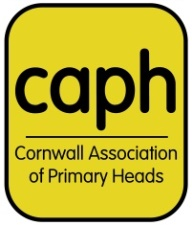 caph
Cornwall Association
of Primary Heads